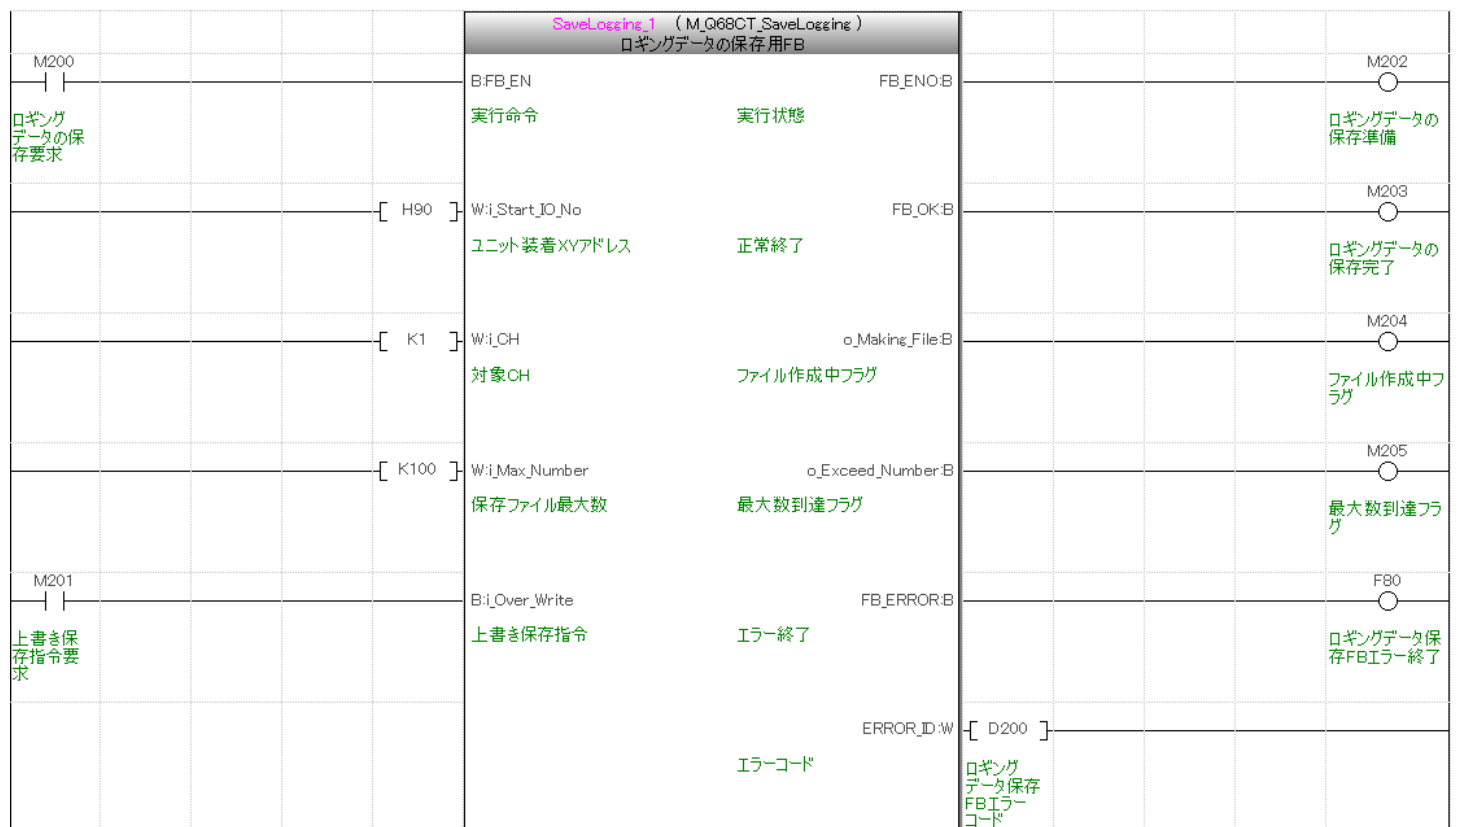 SaveLogging_1 (M_Q68CT_SaveLogging)
ロギングデータの保存用FB
M200
B:FB_EN
FB_ENO:B
M202
ロギング
データの保
存要求
実行命令
実行状態
ロギングデータの
保存準備
H90
W:i_Start_IO_No
FB_OK:B
M203
ユニット装着XYアドレス
正常終了
ロギングデータの
保存完了
K1
W:i_CH
o_Making_File:B
M204
対象CH
ファイル作成中フラグ
ファイル作成中フ
ラグ
K100
W:i_Max_Number
o_Exceed_Number:B
M205
保存ファイル最大数
最大数到達フラグ
最大数到達フラ
グ
M201
B:i_Over_Write
FB_ERROR:B
F80
上書き保
存指令要
求
上書き保存指令
エラー終了
ロギングデータ保
存FBエラー終了
ERROR_ID:W
D200
エラーコード
ロギング
データ保存
FBエラー
コード